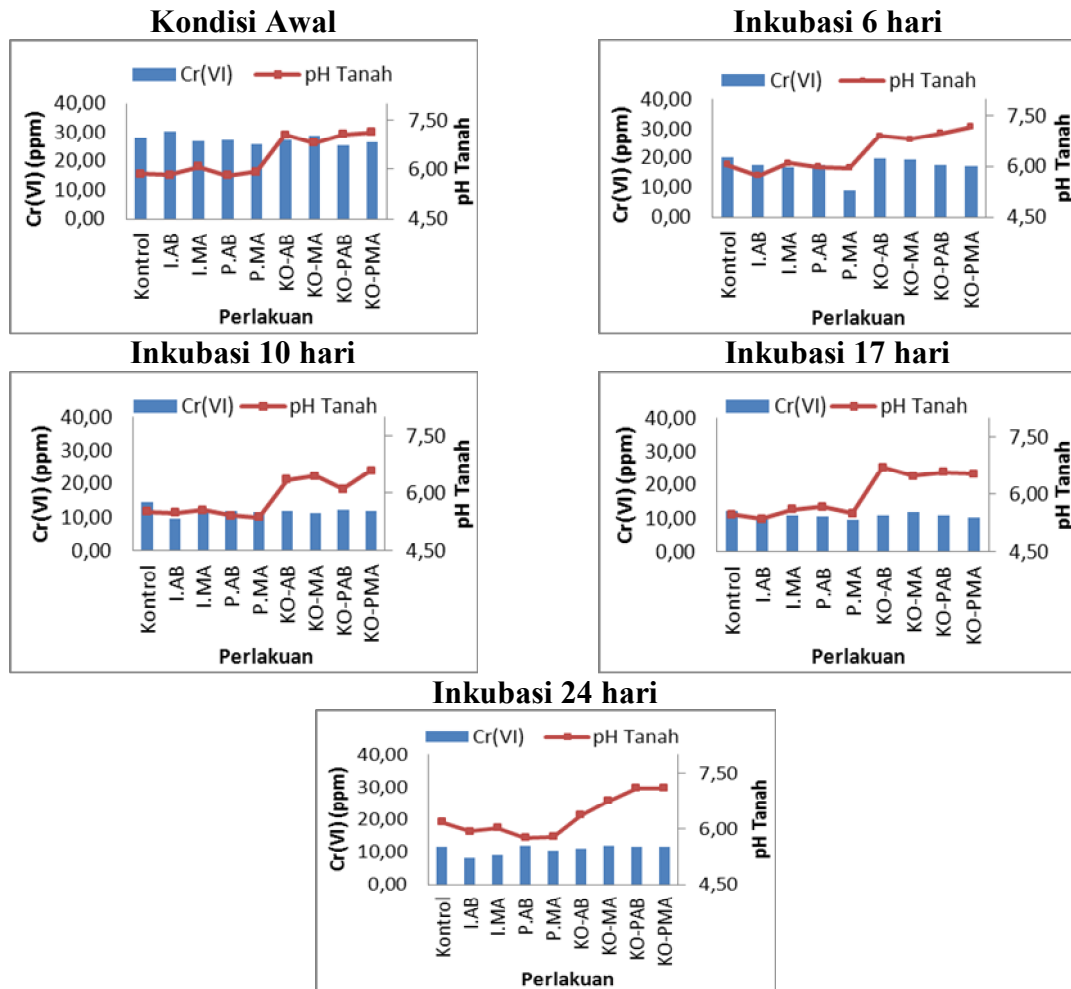 Kondisi Awal
Cr(VI) pH Tanah
40,00
30,00
20,00
10,00
0,00
Cr(VI) (ppm)
7,50
6,00
4,50
pH Tanah
Kontrol
I.AB
I.MA
P.AB
P.MA
KO-AB
KO-MA
KO-PAB
KO-PMA
Perlakuan
Inkubasi 6 hari
Cr(VI) pH Tanah
40,00
30,00
20,00
10,00
0,00
Cr(VI) (ppm)
7,50
6,00
4,50
pH Tanah
Kontrol
I.AB
I.MA
P.AB
P.MA
KO-AB
KO-MA
KO-PAB
KO-PMA
Perlakuan
Inkubasi 10 hari
Cr(VI) pH Tanah
40,00
30,00
20,00
10,00
0,00
Cr(VI) (ppm)
7,50
6,00
4,50
pH Tanah
Kontrol
I.AB
I.MA
P.AB
P.MA
KO-AB
KO-MA
KO-PAB
KO-PMA
Perlakuan
Inkubasi 17 hari
Cr(VI) pH Tanah
40,00
30,00
20,00
10,00
0,00
Cr(VI) (ppm)
7,50
6,00
4,50
pH Tanah
Kontrol
I.AB
I.MA
P.AB
P.MA
KO-AB
KO-MA
KO-PAB
KO-PMA
Perlakuan
Inkubasi 24 hari
Cr(VI) pH Tanah
40,00
30,00
20,00
10,00
0,00
Cr(VI) (ppm)
7,50
6,00
4,50
pH Tanah
Kontrol
I.AB
I.MA
P.AB
P.MA
KO-AB
KO-MA
KO-PAB
KO-PMA
Perlakuan